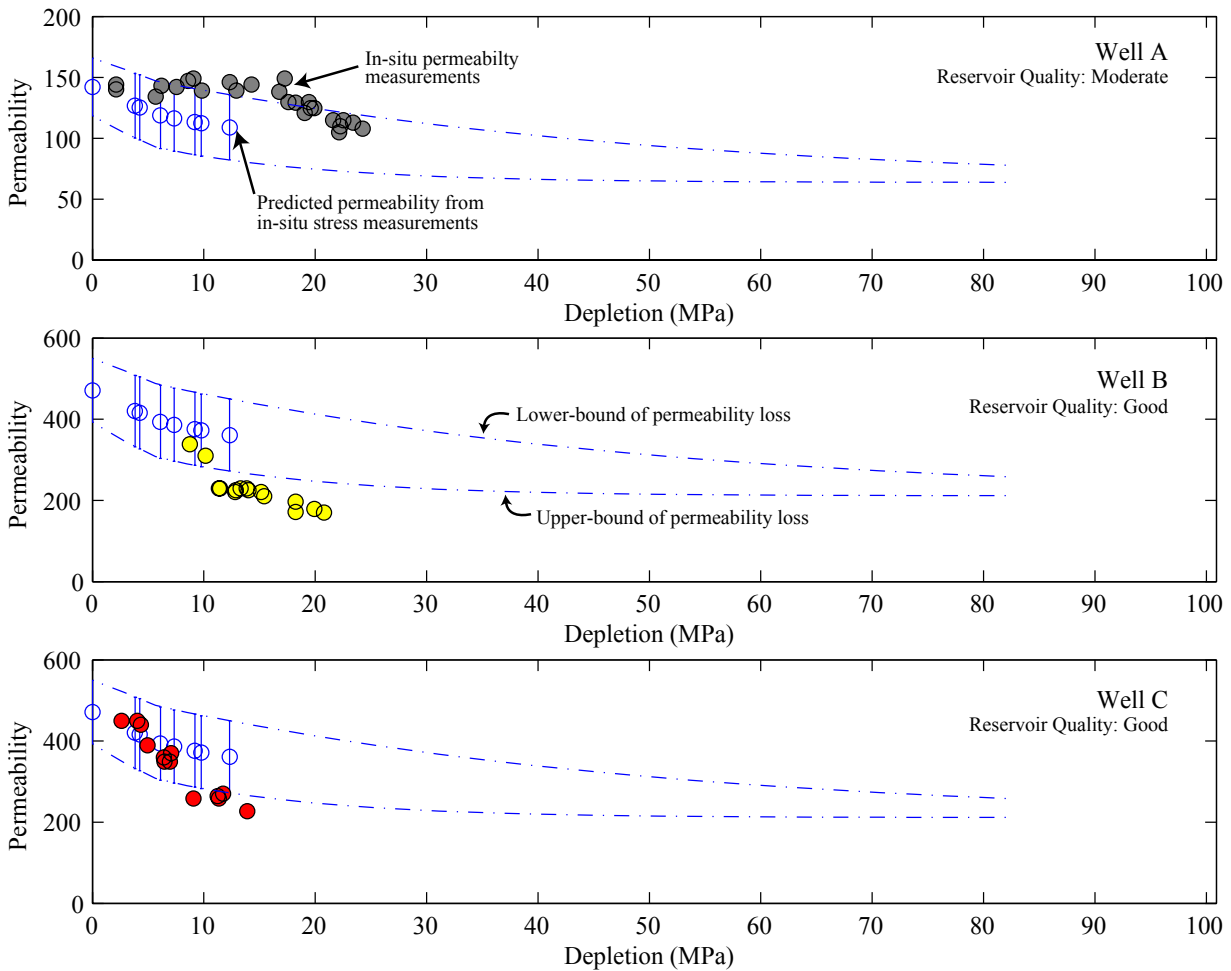 200
150
100
50
0
Permeability
Well A
Reservoir Quality: Moderate
In-situ permeabilty
measurements
Predicted permeability from
in-situ stress measurements
0 10 20 30 40 50 60 70 80 90 100
Depletion (MPa)
600
400
200
0
Permeability
Well B
Reservoir Quality: Good
Lower-bound of permeability loss
Upper-bound of permeability loss
0 10 20 30 40 50 60 70 80 90 100
Depletion (MPa)
600
400
200
0
Permeability
Well C
Reservoir Quality: Good
0 10 20 30 40 50 60 70 80 90 100
Depletion (MPa)